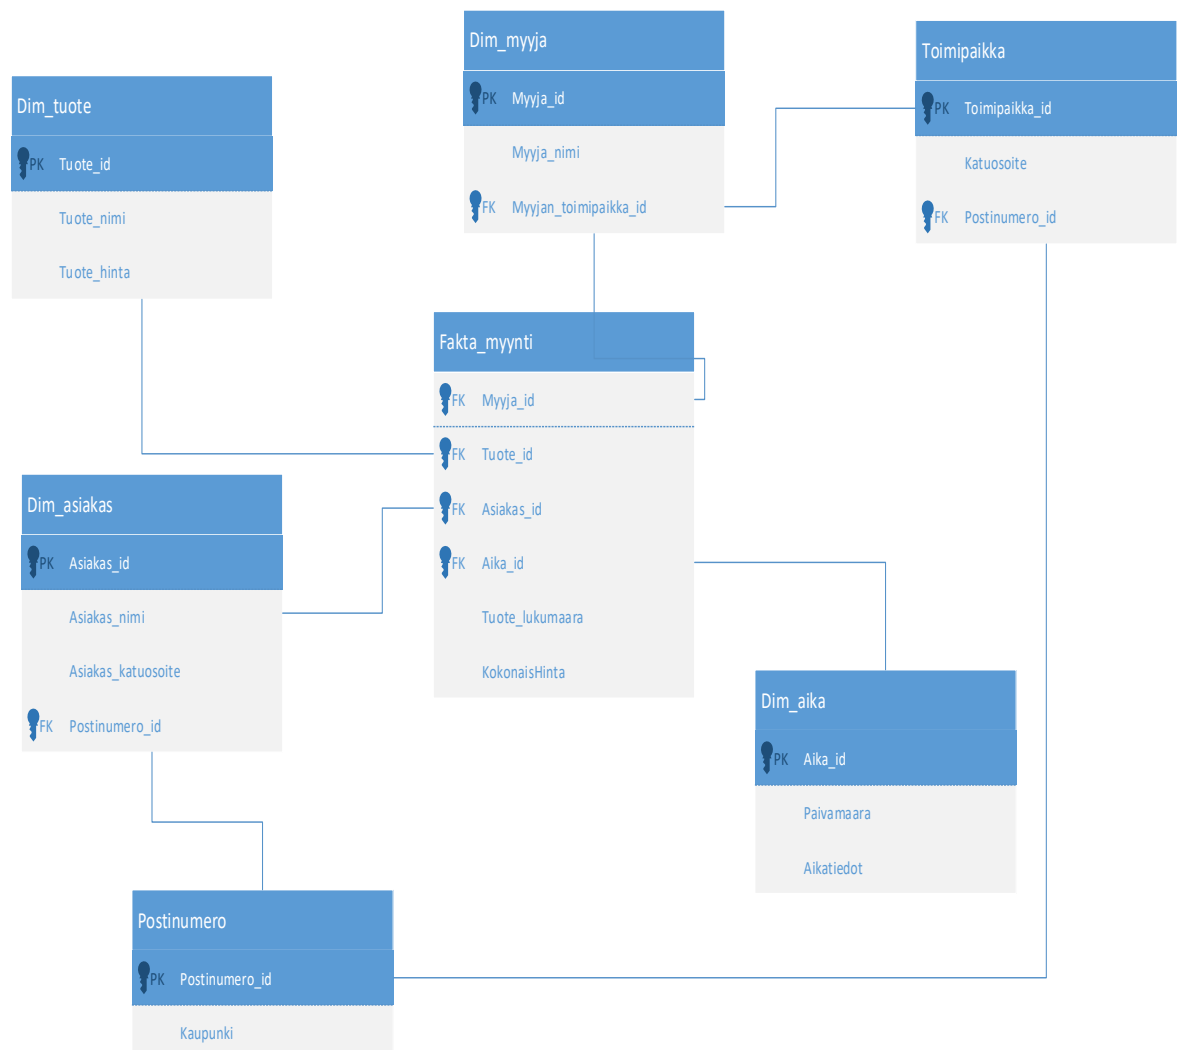 Dim_myyja
PK Myyja_id
Myyja_nimi
FK Myyjan_toimipaikka_id
Toimipaikka
PK Toimipaikka_id
Katuosoite
FK Postinumero_id
Dim_tuote
PK Tuote_id
Tuote_nimi
Tuote_hinta
Fakta_myynti
FK Myyja_id
FK Tuote_id
FK Asiakas_id
FK Aika_id
Tuote_lukumaara
KokonaisHinta
Dim_asiakas
PK Asiakas_id
Asiakas_nimi
Asiakas_katuosoite
FK Postinumero_id
Dim_aika
PK Aika_id
Paivamaara
Aikatiedot
Postinumero
PK Postinumero_id
Kaupunki